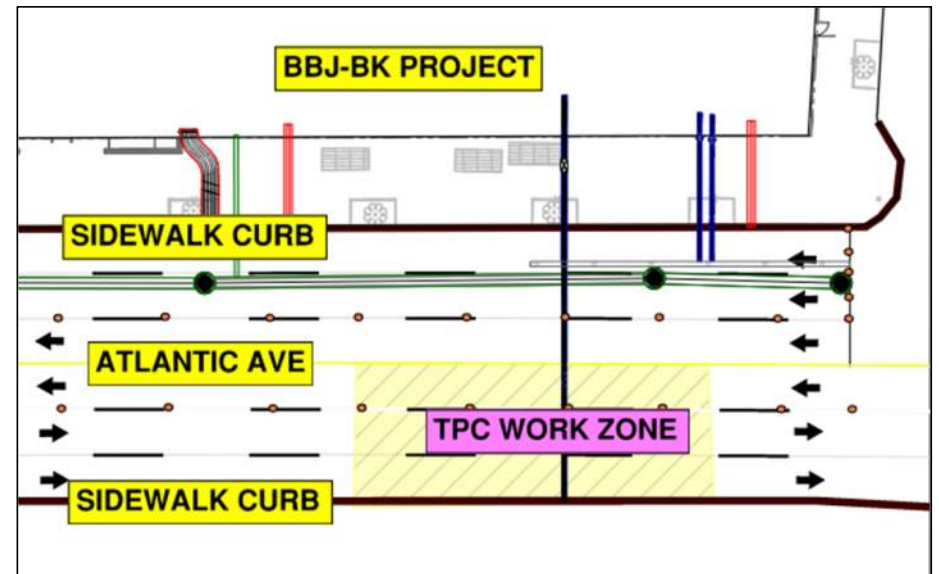 BBJ-BK PROJECT
SIDEWALK CURB
ATLANTIC AVE
TPC WORK ZONE
SIDEWALK CURB